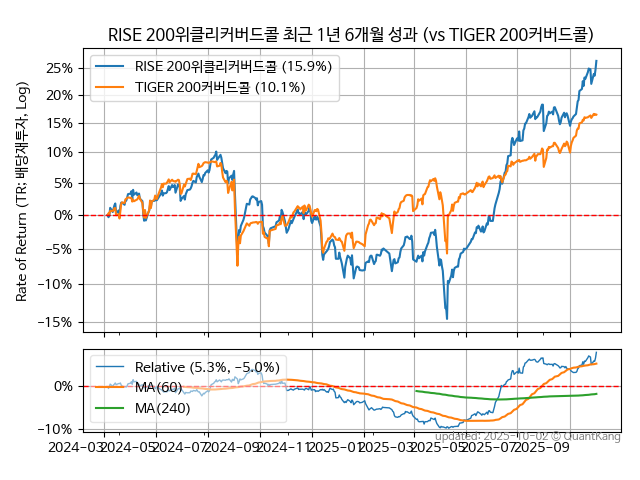 RISE 200위클리커버드콜 최근 1년 6개월 성과 (vs TIGER 200커버드콜)
Rate of Return (TR: 배당재투자, Log)
RISE 200위클리커버드콜 (15.9%)
TIGER 200커버드콜 (10.1%)
25%
20%
15%
10%
5%
0%
−5%
−10%
−15%
Relative (5.3%, −5.0%)
MA(60)
MA(240)
0%
−10%
2024-03 2024-05 2024-07 2024-09 2024-11 2025-01 2025-03 2025-05 2025-07 2025-09
updated: 2025-10-02 © QuantKang